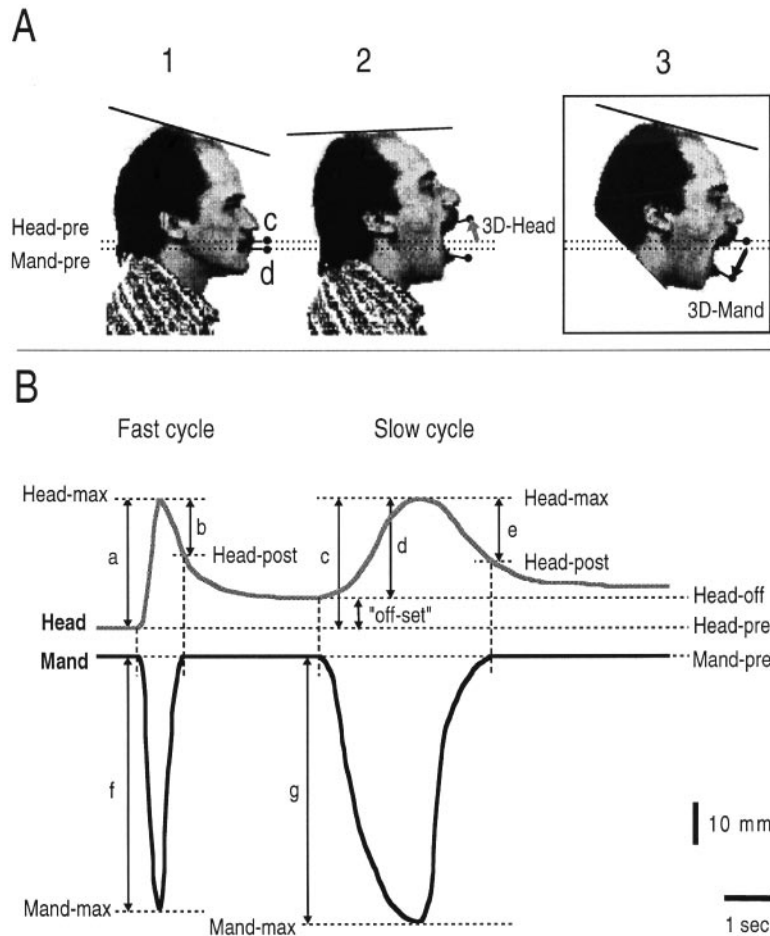 A
1 2 3
Head-pre
Mand-pre
c
d
3D-Head
3D-Mand
B
Fast cycle Slow cycle
Head-max
a
b
Head-post
c
d
e
Head-max
Head-post
"off-set"
Head-off
Head
Head-pre
Mand
Mand-pre
f
g
10 mm
Mand-max
Mand-max
1 sec